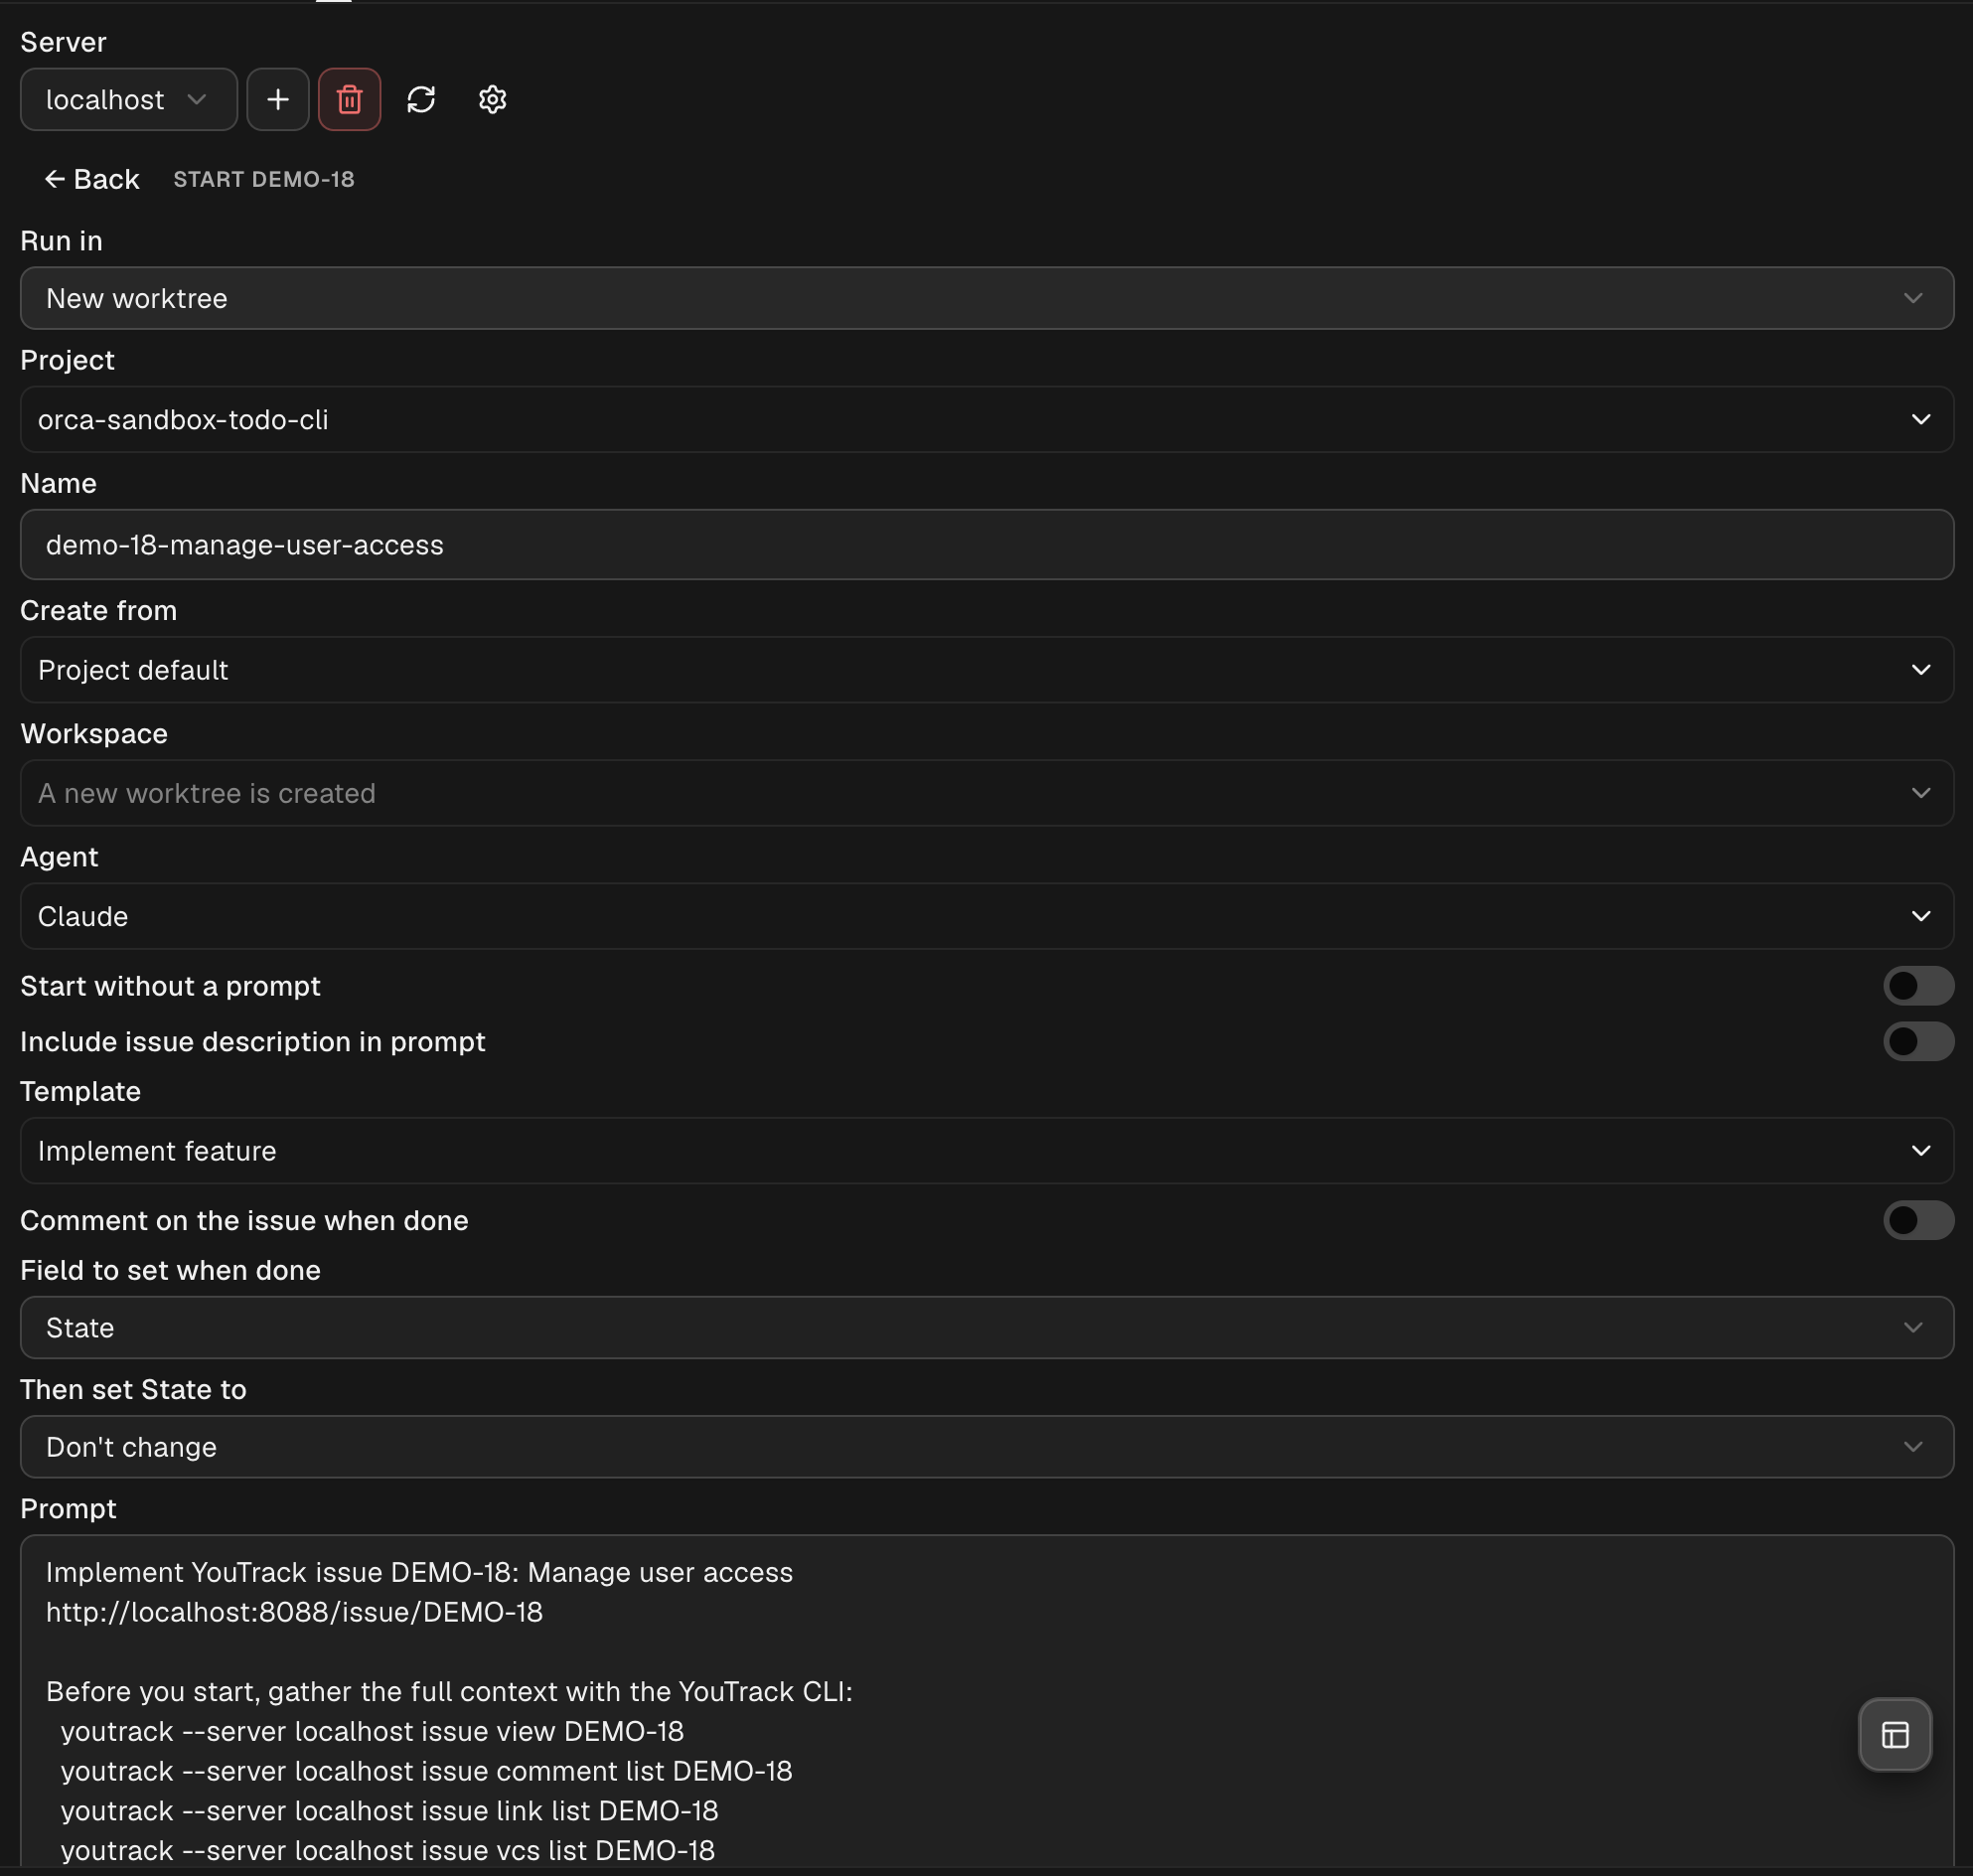 Server
localhost
← Back START DEMO-18
Run in
New worktree
Project
orca-sandbox-todo-cli
Name
demo-18-manage-user-access
Create from
Project default
Workspace
A new worktree is created
Agent
Claude
Start without a prompt
Include issue description in prompt
Template
Implement feature
Comment on the issue when done
Field to set when done
State
Then set State to
Don't change
Prompt
Implement YouTrack issue DEMO-18: Manage user access
http://localhost:8088/issue/DEMO-18
Before you start, gather the full context with the YouTrack CLI:
youtrack --server localhost issue view DEMO-18
youtrack --server localhost issue comment list DEMO-18
youtrack --server localhost issue link list DEMO-18
youtrack --server localhost issue vcs list DEMO-18